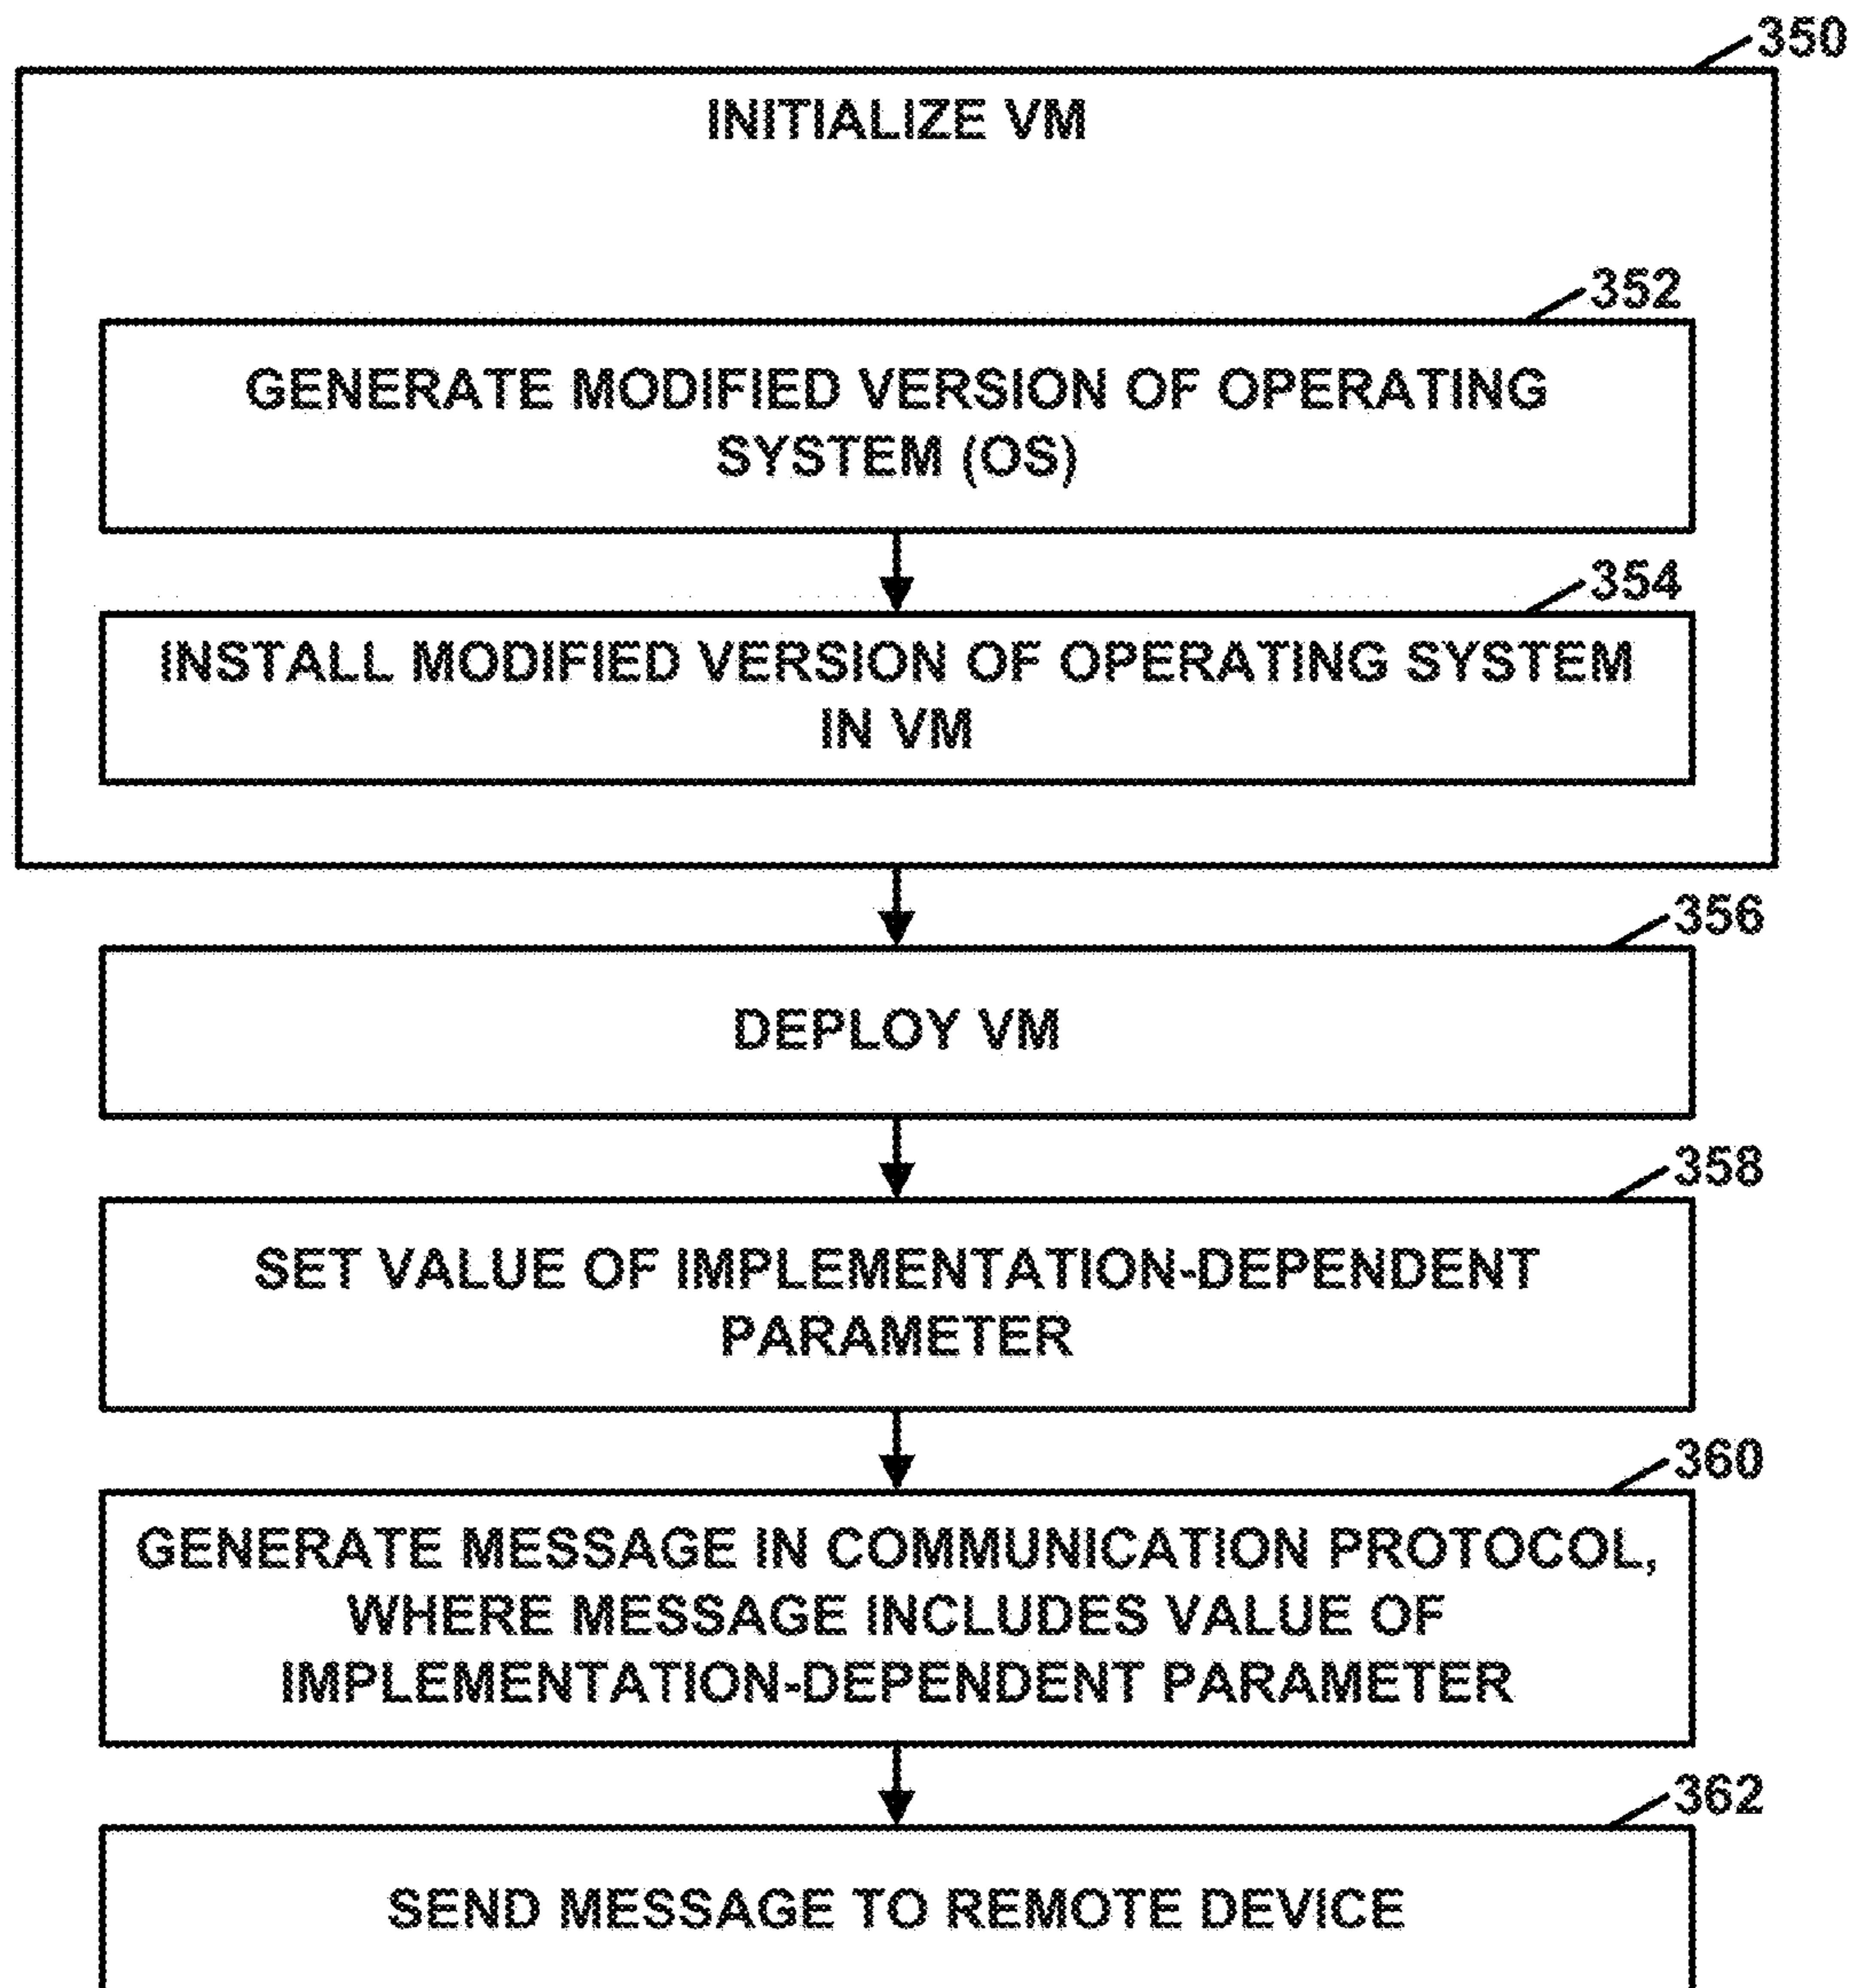 350
INITIALIZE VM
352
GENERATE MODIFIED VERSION OF OPERATING
SYSTEM (OS)
354
INSTALL MODIFIED VERSION OF OPERATING SYSTEM
IN VM
356
DEPLOY VM
358
SET VALUE OF IMPLEMENTATION-DEPENDENT
PARAMETER
360
GENERATE MESSAGE IN COMMUNICATION PROTOCOL,
WHERE MESSAGE INCLUDES VALUE OF
IMPLEMENTATION-DEPENDENT PARAMETER
362
SEND MESSAGE TO REMOTE DEVICE